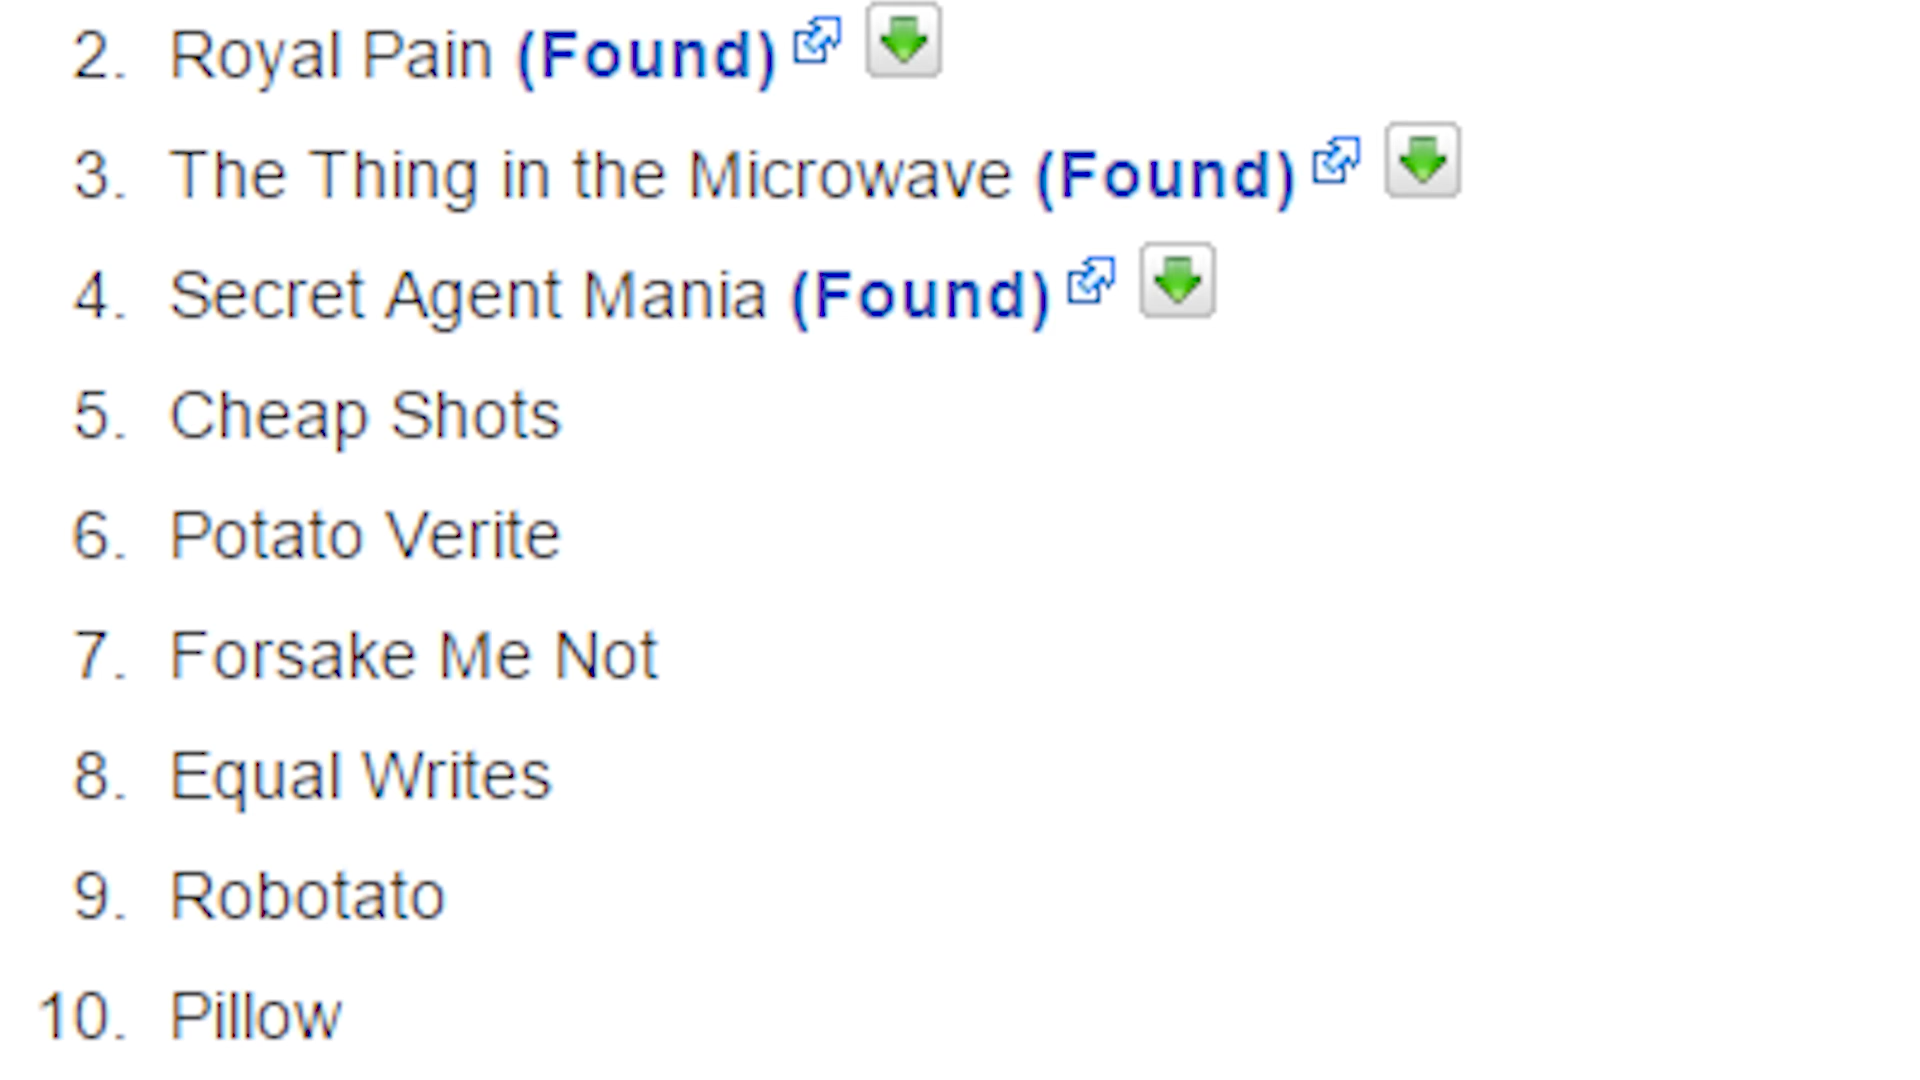 2. Royal Pain (Found)
3. The Thing in the Microwave (Found)
4. Secret Agent Mania (Found)
5. Cheap Shots
6. Potato Verite
7. Forsake Me Not
8. Equal Writes
9. Robotato
10. Pillow